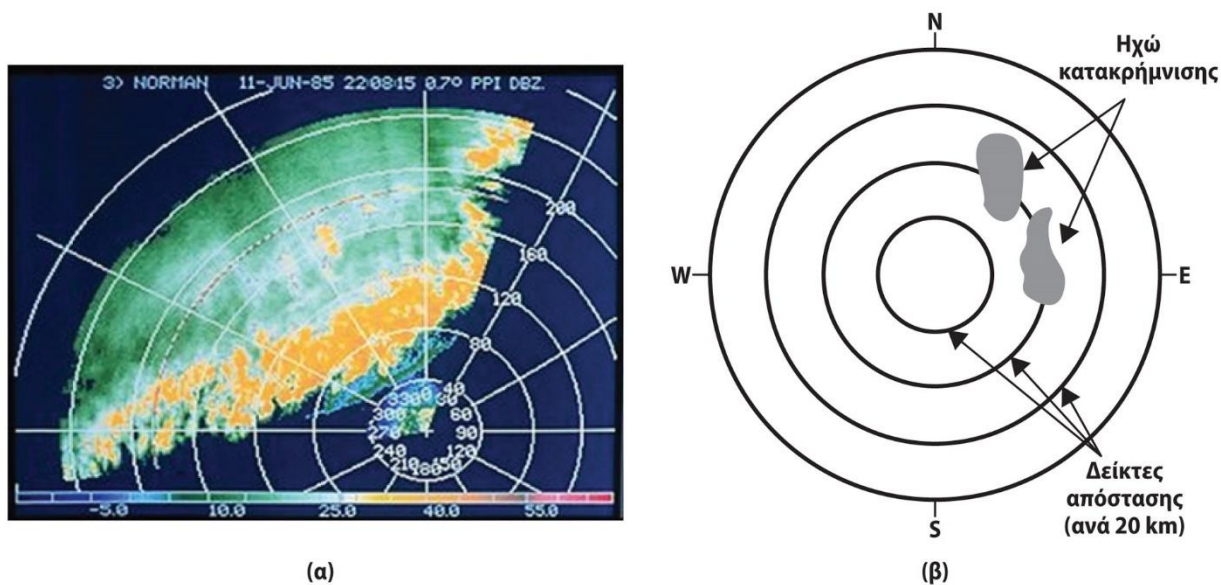 3) NORMAN 11-JUN-85 22:08:15 0.7° PPI DBZ.
200
160
120
80
40
330 0 30
300 60
270 90
240 120
210 180 150
-5.0 10.0 25.0 40.0 55.0
(α)
N
Ηχώ
κατακρήμνισης
W
E
Δείκτες
απόστασης
(ανά 20 km)
S
(β)